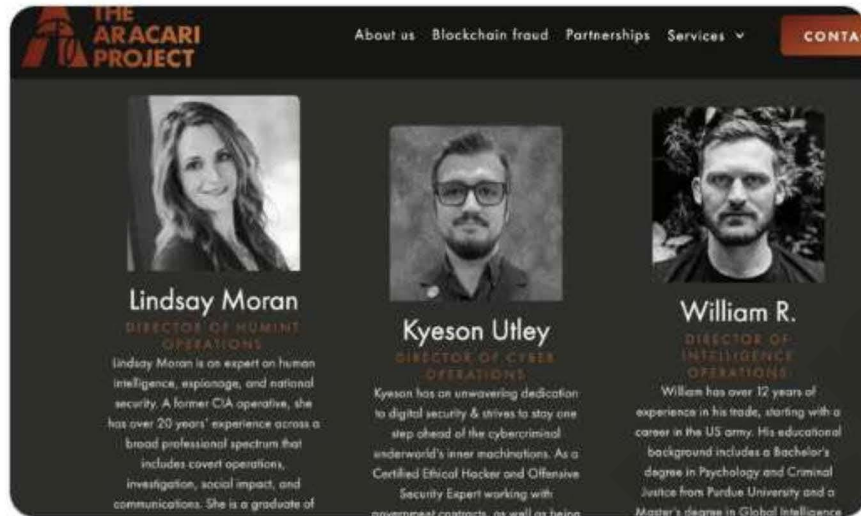 THE
ARACARI
PROJECT
About us Blockchain fraud Partnerships Services
CONTA
Lindsay Moran
DIRECTOR OF HUMINT
OPERATIONS
Lindsay Moran is an expert on human
intelligence, espionage, and national
security. A former CIA operative, she
has over 20 years' experience across a
broad professional spectrum that
includes covert operations,
investigation, social impact, and
communications. She is a graduate of
Kyeson Utley
DIRECTOR OF CYBER
OPERATIONS
Kyeson has an unwavering dedication
to digital security & strives to stay one
step ahead of the cybercriminal
underworld's inner machinations. As a
Certified Ethical Hacker and Offensive
Security Expert working with
government contracts, as well as being
William R.
DIRECTOR OF
INTELLIGENCE
OPERATIONS
William has over 12 years of
experience in his trade, starting with a
career in the US army. His educational
background includes a Bachelor's
degree in Psychology and Criminal
Justice from Purdue University and a
Master's degree in Global Intelligence